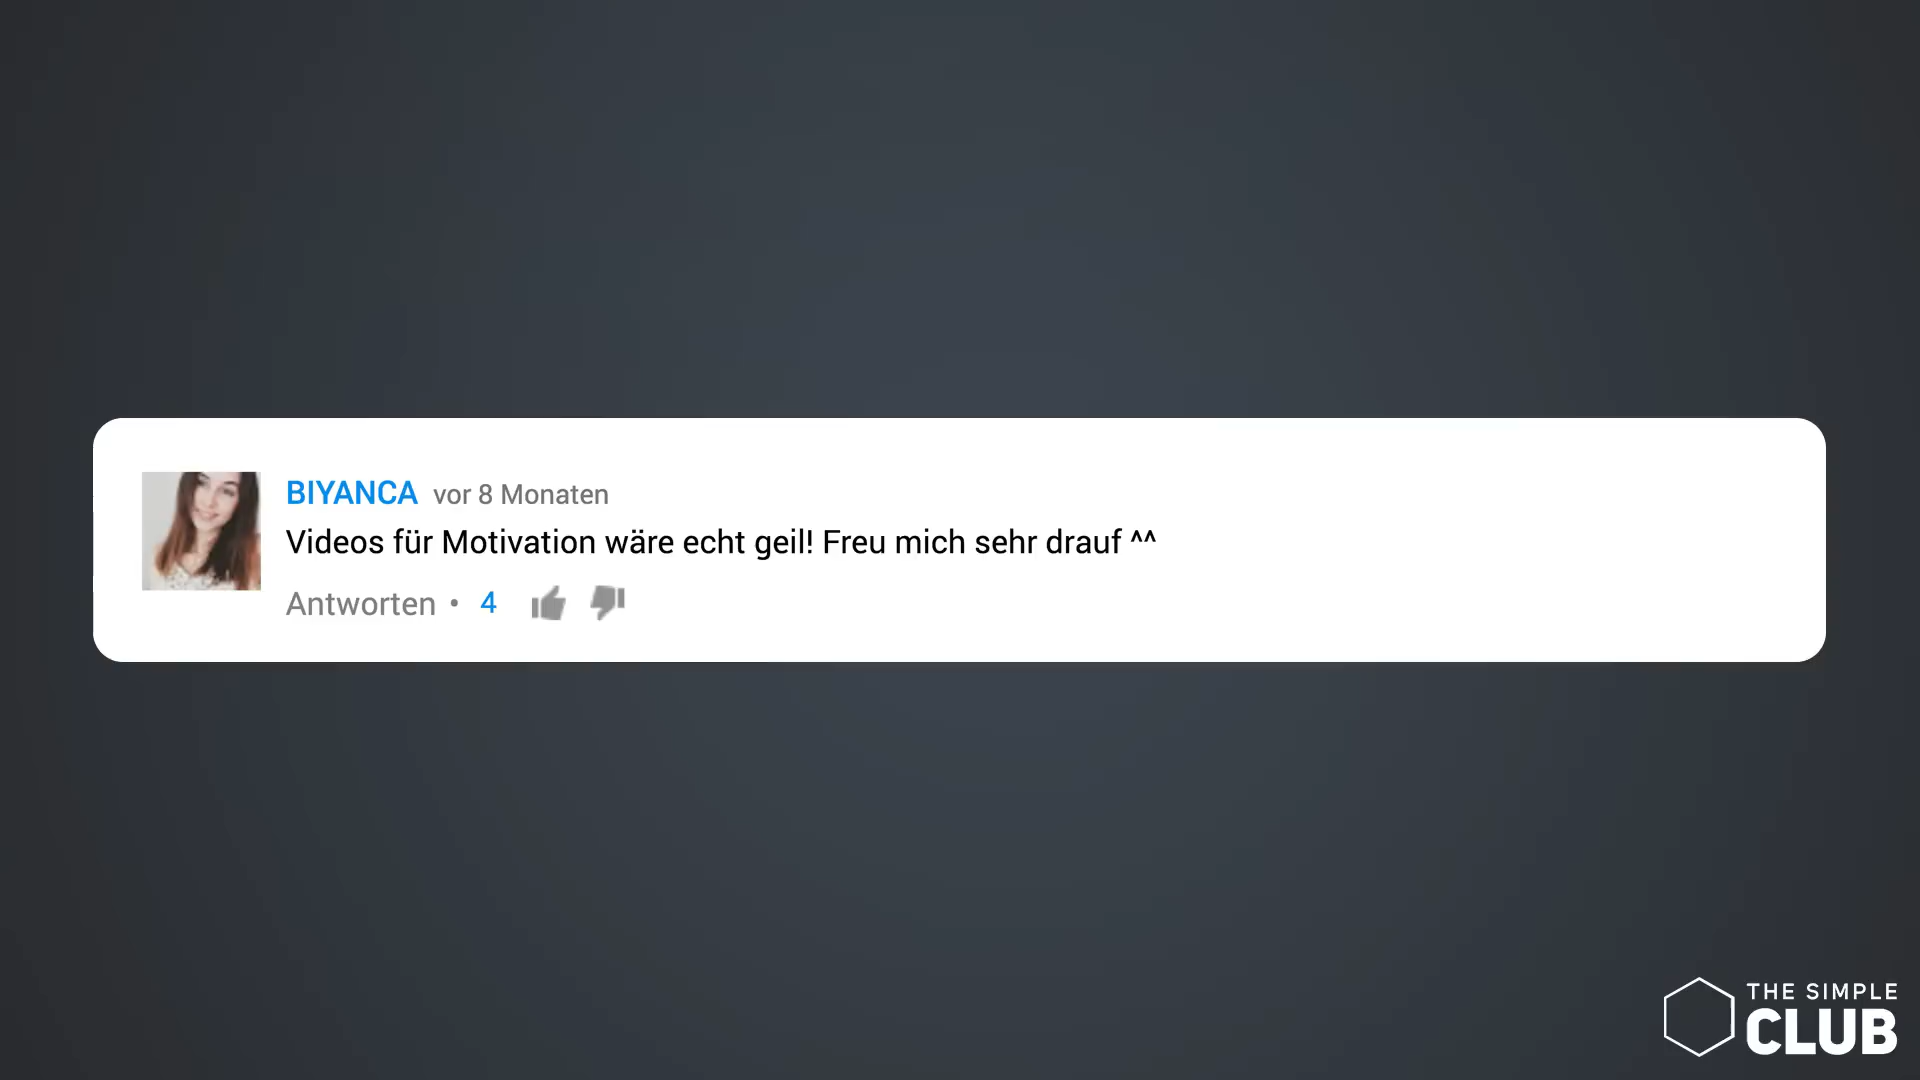 BIYANCA vor 8 Monaten
Videos für Motivation wäre echt geil! Freu mich sehr drauf ^^
Antworten • 4
THE SIMPLE
CLUB